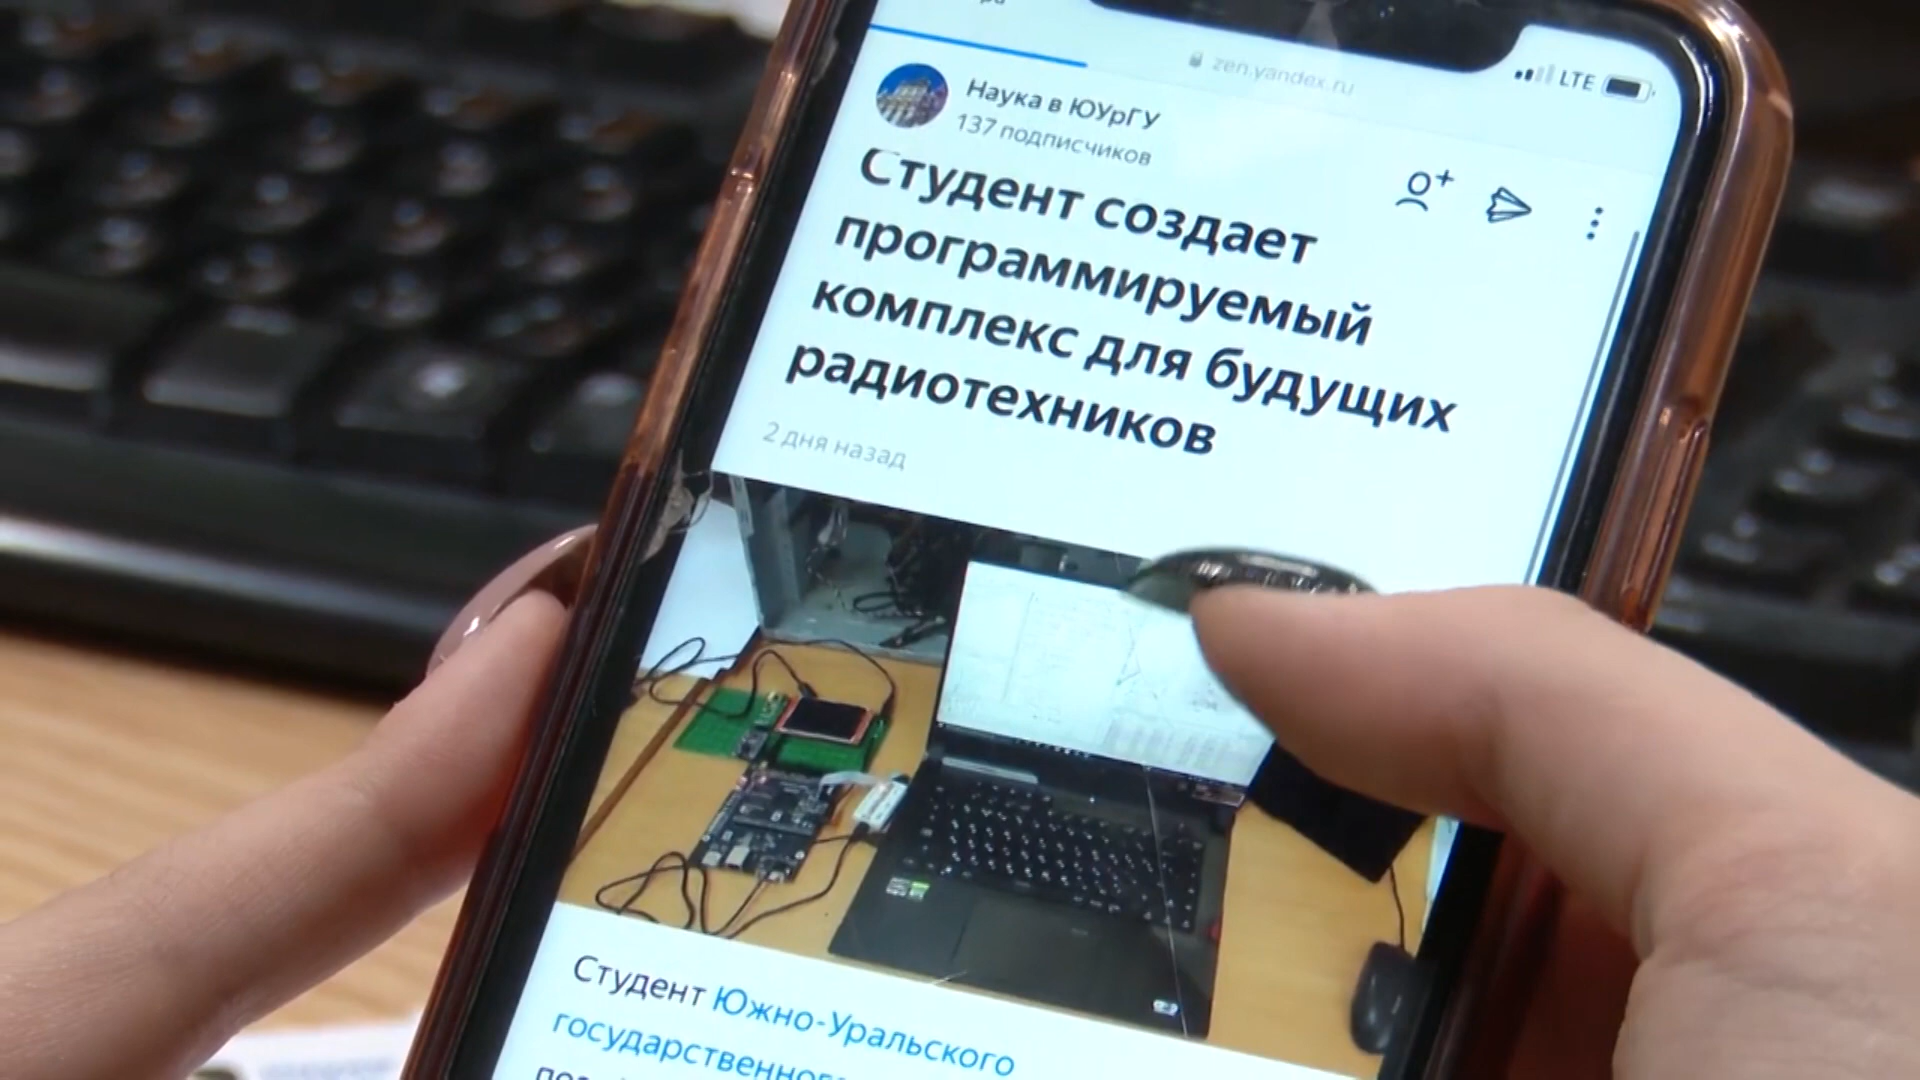 zen.yandex.ru
LTE
Наука в ЮУрГУ
137 подписчиков
Студент создает
программируемый
комплекс для будущих
радиотехников
2 дня назад
Студент Южно-Уральского